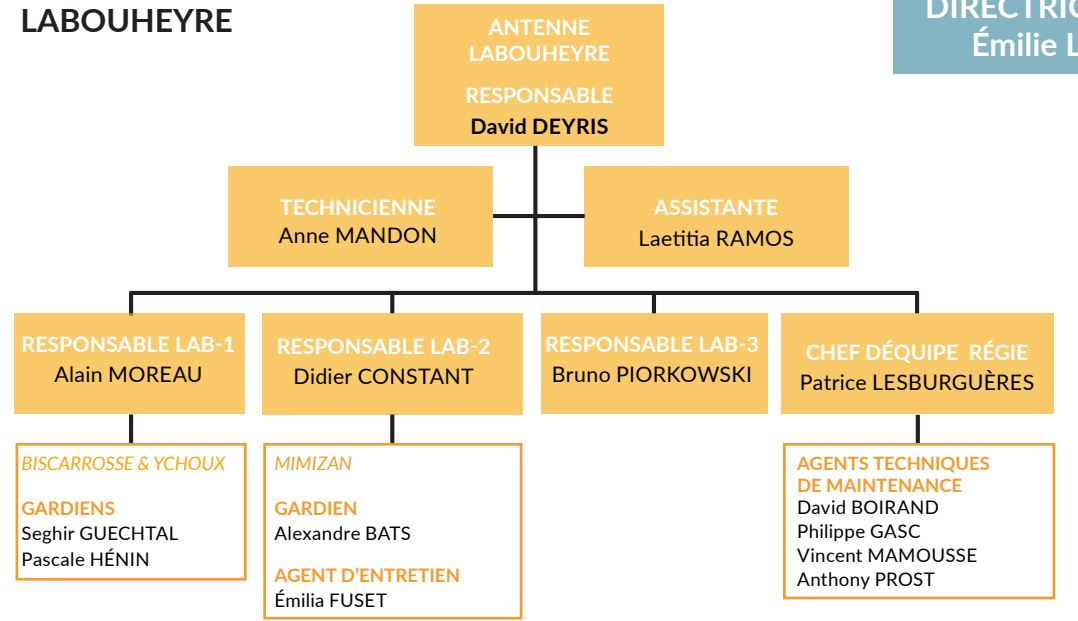 LABOUHEYRE
ANTENNE
LABOUHEYRE
RESPONSABLE
David DEYRIS
Émilie
TECHNICIENNE
Anne MANDON
ASSISTANTE
Laetitia RAMOS
RESPONSABLE LAB-1
Alain MOREAU
RESPONSABLE LAB-2
Didier CONSTANT
RESPONSABLE LAB-3
Bruno PIORKOWSKI
CHEF DÉQUIPE RÉGIE
Patrice LESBURGUÈRES
BISCARROSSE & YCHOUX
GARDIENS
Seghir GUECHTAL
Pascale HÉNIN
MIMIZAN
GARDIEN
Alexandre BATS
AGENT D’ENTRETIEN
Émilia FUSET
AGENTS TECHNIQUES
DE MAINTENANCE
David BOIRAND
Philippe GASC
Vincent MAMOUSSE
Anthony PROST